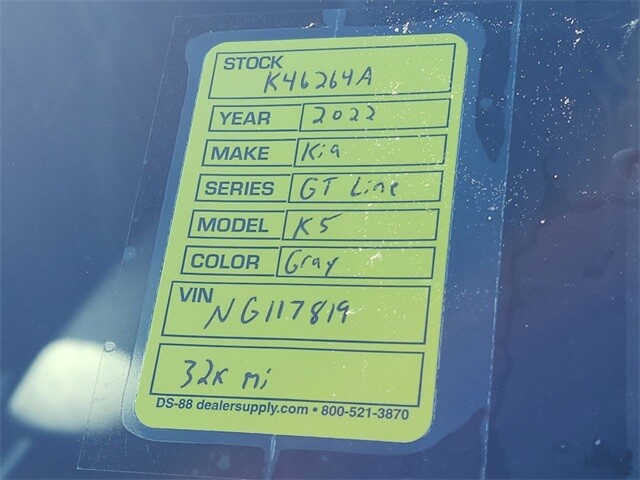 STOCK
K46264A
YEAR 2022
MAKE Kia
SERIES GT Line
MODEL K5
COLOR Gray
VIN
NG117819
32K mi
DS-88 dealersupply.com • 800-521-3870